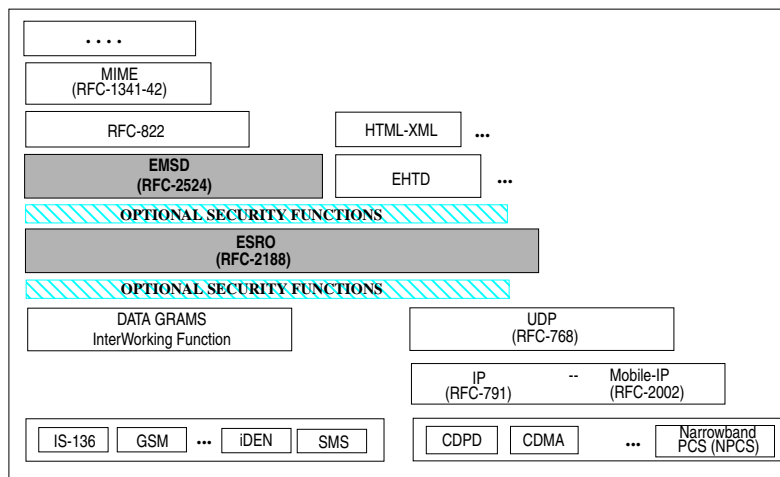 . . . .
MIME
(RFC-1341-42)
RFC-822
HTML-XML
...
EMSD
(RFC-2524)
EHTD
...
OPTIONAL SECURITY FUNCTIONS
ESRO
(RFC-2188)
OPTIONAL SECURITY FUNCTIONS
DATA GRAMS
InterWorking Function
UDP
(RFC-768)
IP -- Mobile-IP
(RFC-791) (RFC-2002)
IS-136 GSM ... iDEN SMS
CDPD CDMA ... Narrowband
PCS (NPCS)